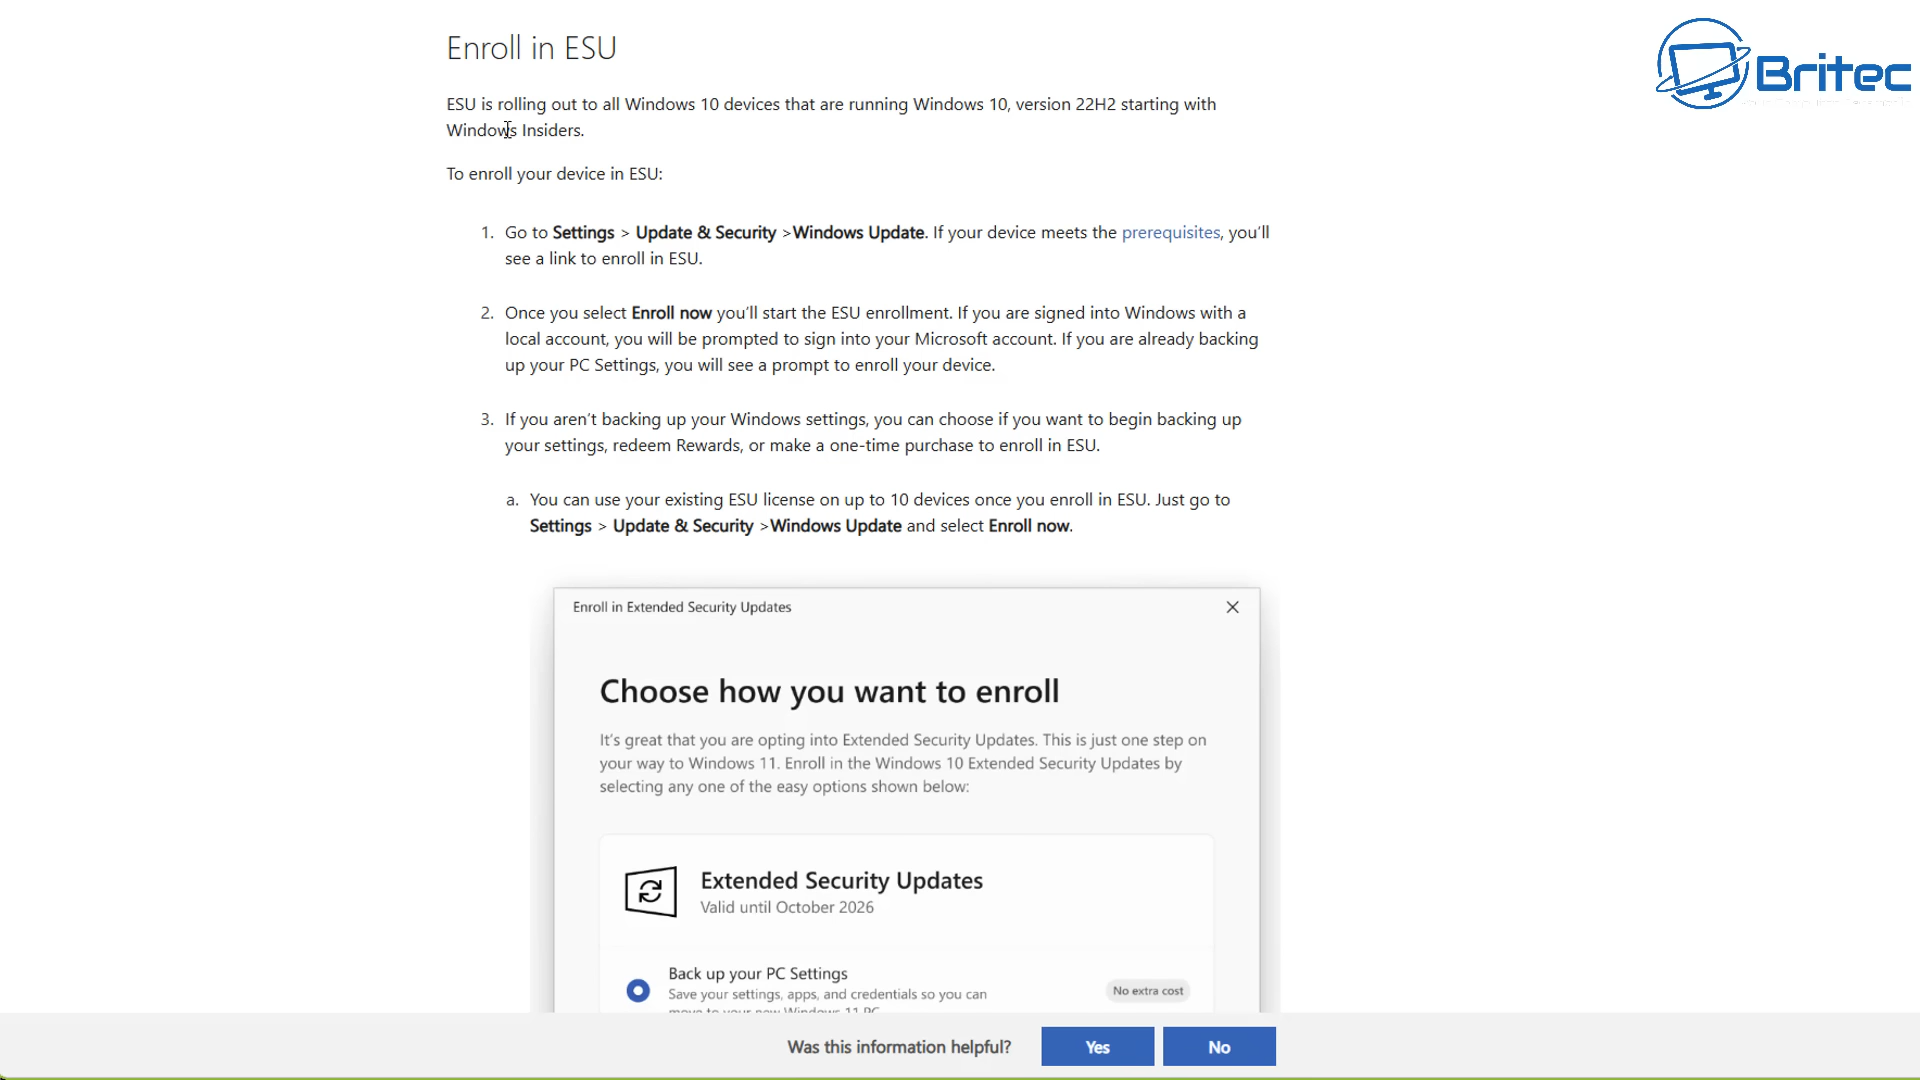 Enroll in ESU
Britec
ESU is rolling out to all Windows 10 devices that are running Windows 10, version 22H2 starting with
Windows Insiders.
To enroll your device in ESU:
1. Go to Settings > Update & Security >Windows Update. If your device meets the prerequisites, you'll
see a link to enroll in ESU.
2. Once you select Enroll now you'll start the ESU enrollment. If you are signed into Windows with a
local account, you will be prompted to sign into your Microsoft account. If you are already backing
up your PC Settings, you will see a prompt to enroll your device.
3. If you aren't backing up your Windows settings, you can choose if you want to begin backing up
your settings, redeem Rewards, or make a one-time purchase to enroll in ESU.
a. You can use your existing ESU license on up to 10 devices once you enroll in ESU. Just go to
Settings > Update & Security >Windows Update and select Enroll now.
Enroll in Extended Security Updates
Choose how you want to enroll
It's great that you are opting into Extended Security Updates. This is just one step on
your way to Windows 11. Enroll in the Windows 10 Extended Security Updates by
selecting any one of the easy options shown below:
Extended Security Updates
Valid until October 2026
Back up your PC Settings
Save your settings, apps, and credentials so you can
move to your new Windows 11 PC
No extra cost
Was this information helpful?
Yes
No